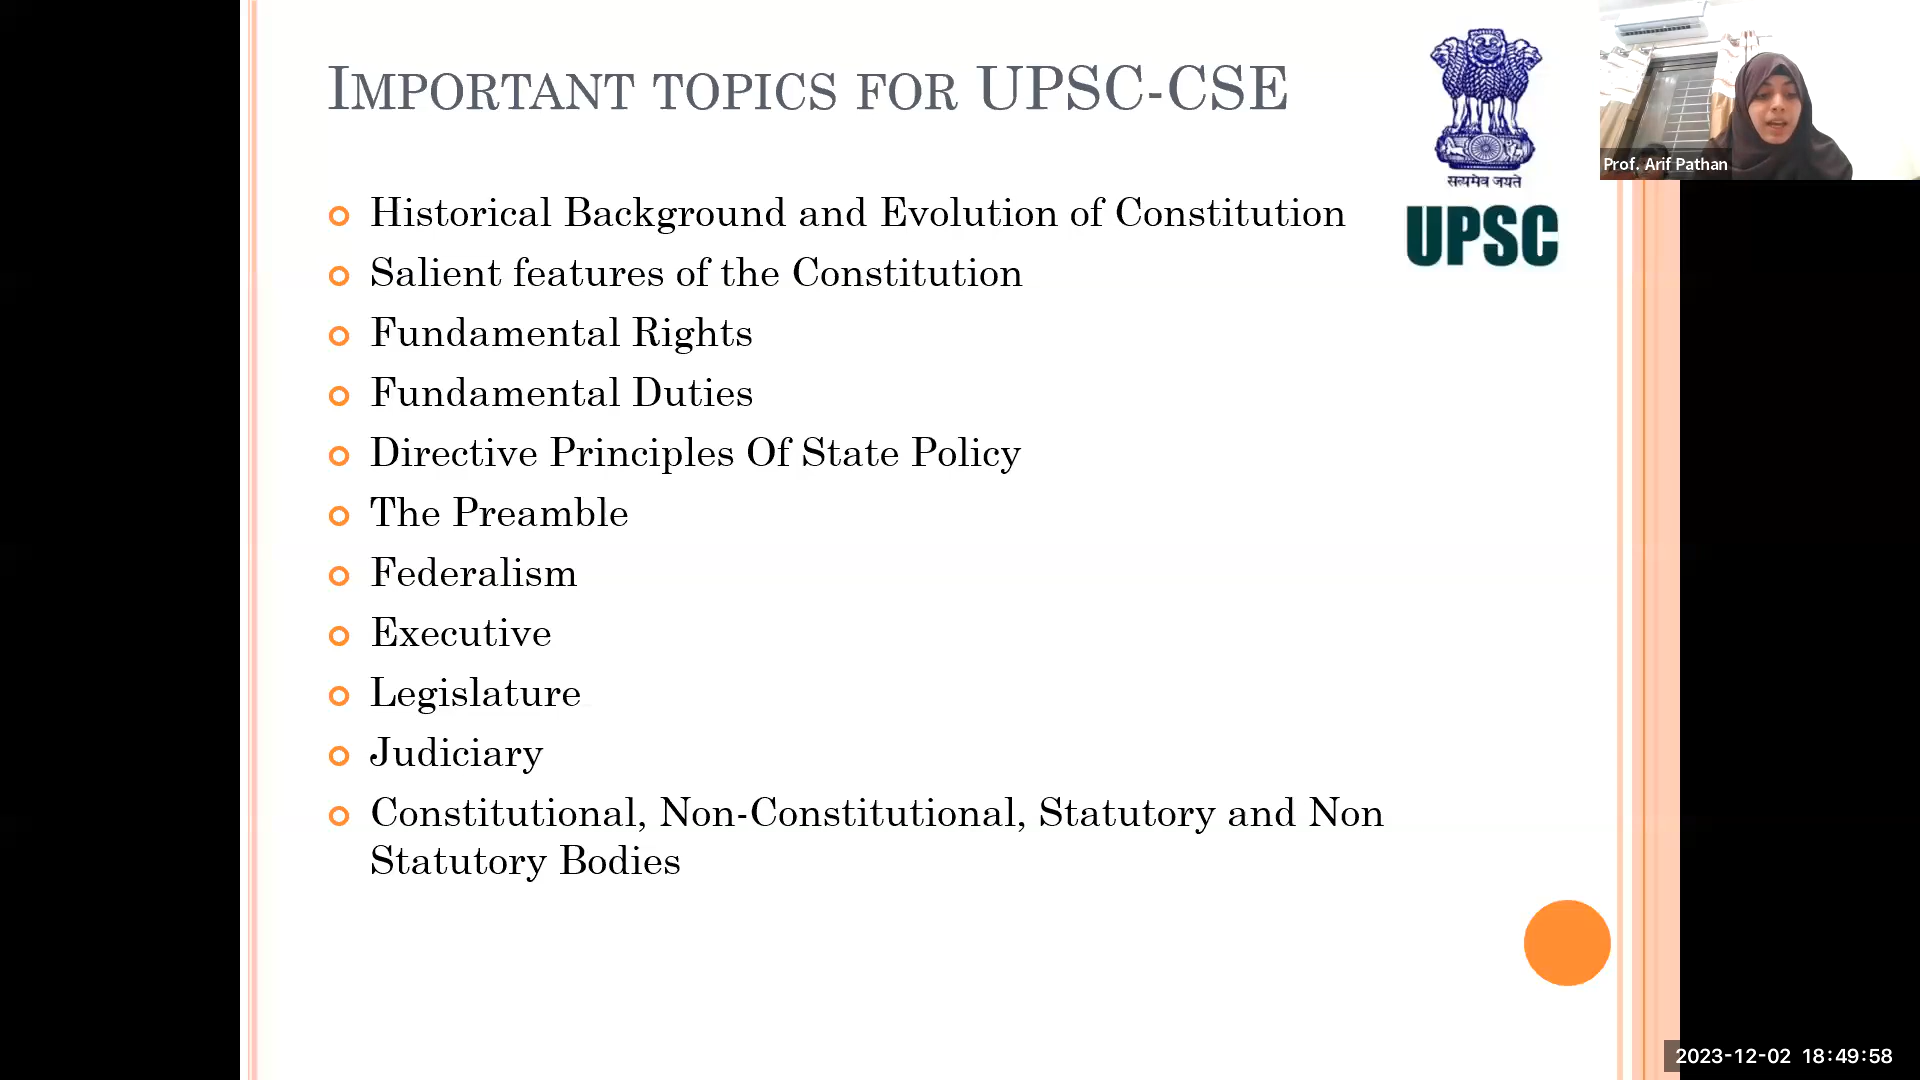 IMPORTANT TOPICS FOR UPSC-CSE
सत्यमेव जयते
UPSC
Prof. Arif Pathan
Historical Background and Evolution of Constitution
Salient features of the Constitution
Fundamental Rights
Fundamental Duties
Directive Principles Of State Policy
The Preamble
Federalism
Executive
Legislature
Judiciary
Constitutional, Non-Constitutional, Statutory and Non
Statutory Bodies
2023-12-02 18:49:58